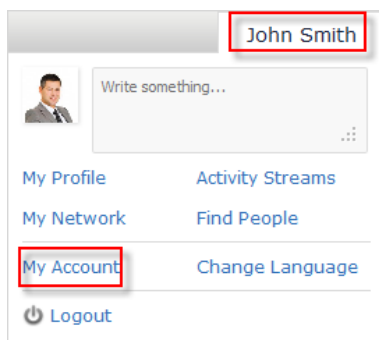 John Smith
Write something...
My Profile Activity Streams
My Network Find People
My Account Change Language
Logout